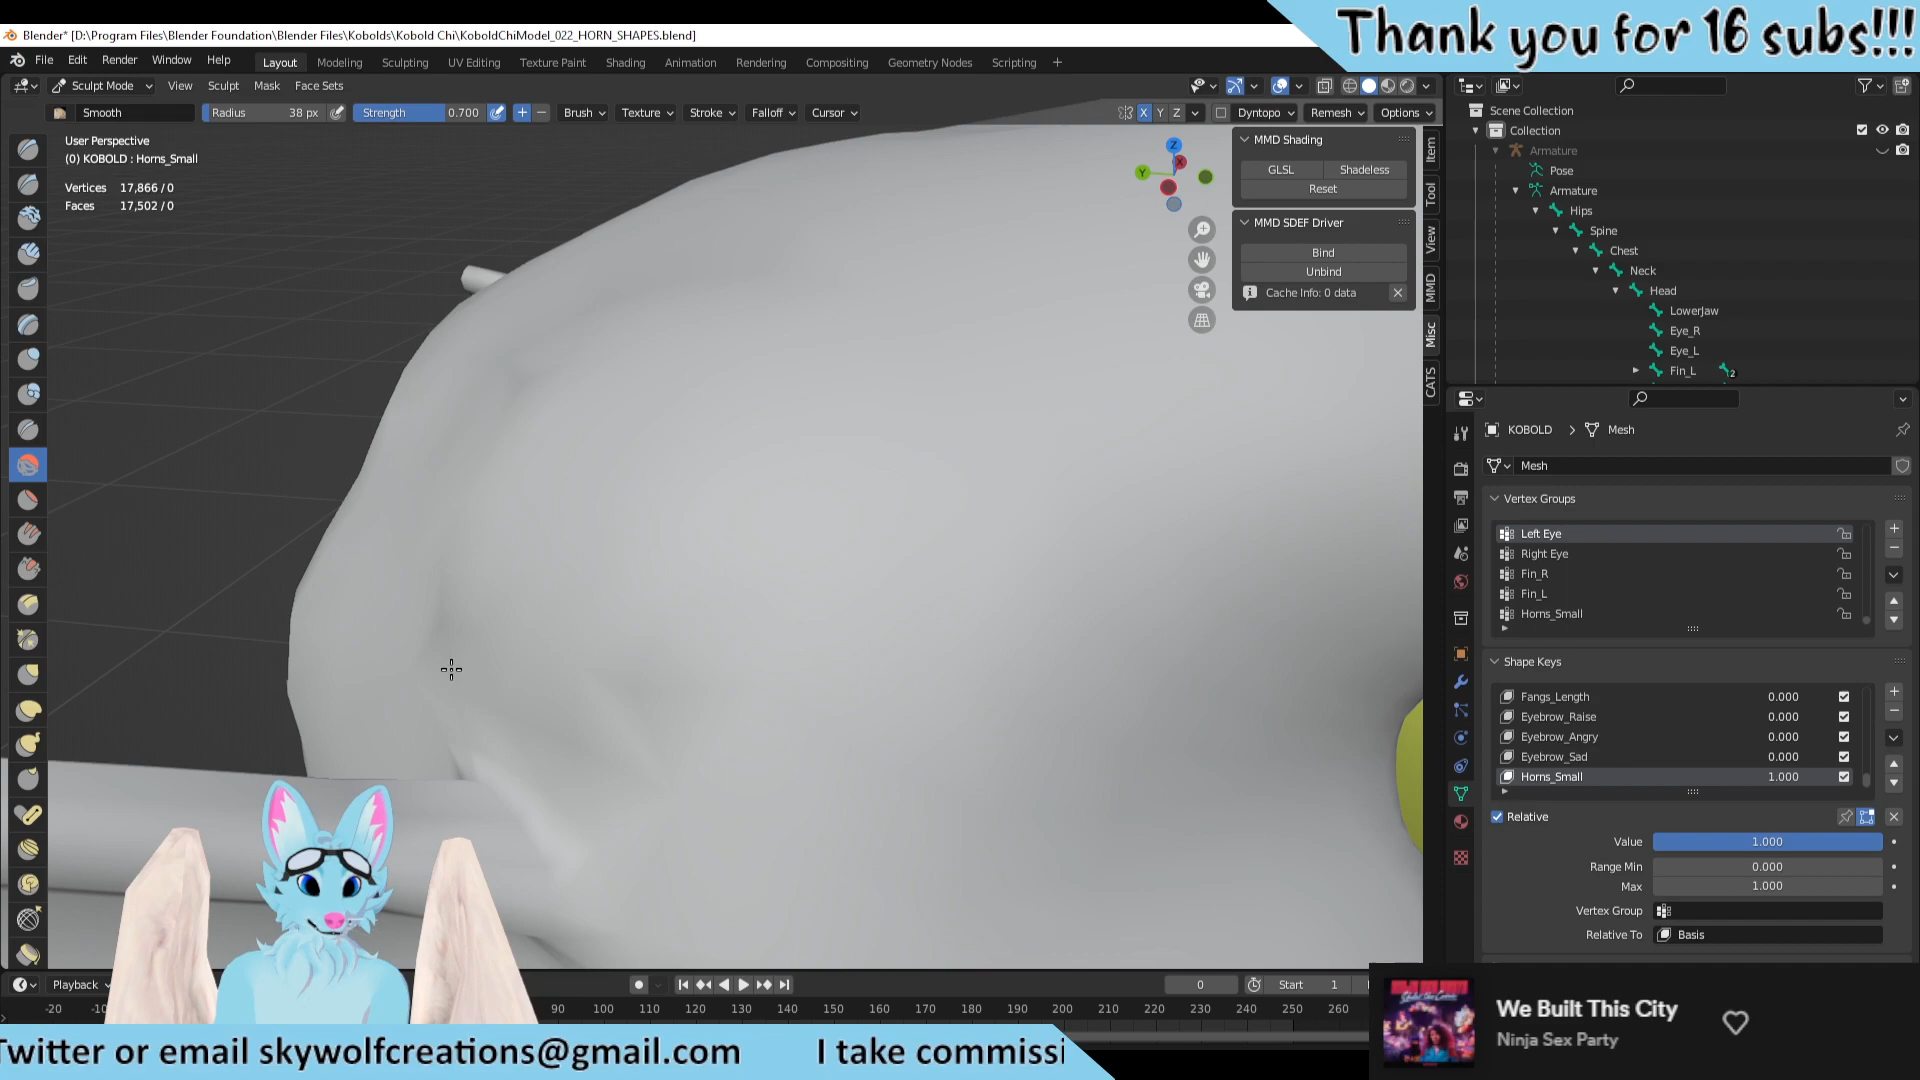 Thank you for 16 subs!!!
Blender* [D:\Program Files\Blender Foundation\Blender Files\Kobolds\Kobold Chi\KoboldChiModel_022_HORN_SHAPES.blend]
File Edit Render Window Help Layout Modeling Sculpting UV Editing Texture Paint Shading Animation Rendering Compositing Geometry Nodes Scripting +
Sculpt Mode View Sculpt Mask Face Sets
Smooth Radius 38 px Strength 0.700 + − Brush Texture Stroke Falloff Cursor X Y Z Dyntopo Remesh Options
User Perspective
(0) KOBOLD : Horns_Small
Vertices 17,866 / 0
Faces 17,502 / 0
Z
X
Y
MMD Shading
GLSL Shadeless
Reset
MMD SDEF Driver
Bind
Unbind
Cache Info: 0 data
Item
Tool
View
MMD
Misc
CATS
Scene Collection
Collection
Armature
Pose
Armature
Hips
Spine
Chest
Neck
Head
LowerJaw
Eye_R
Eye_L
Fin_L 2
KOBOLD > Mesh
Mesh
Vertex Groups
Left Eye
Right Eye
Fin_R
Fin_L
Horns_Small
Shape Keys
Fangs_Length 0.000
Eyebrow_Raise 0.000
Eyebrow_Angry 0.000
Eyebrow_Sad 0.000
Horns_Small 1.000
Relative
Value 1.000
Range Min 0.000
Max 1.000
Vertex Group
Relative To Basis
Playback 0 Start 1
-20 90 100 110 120 130 140 150 160 170 180 190 200 210 220 230 240 250 260
We Built This City
Ninja Sex Party
Twitter or email skywolfcreations@gmail.com I take commissi